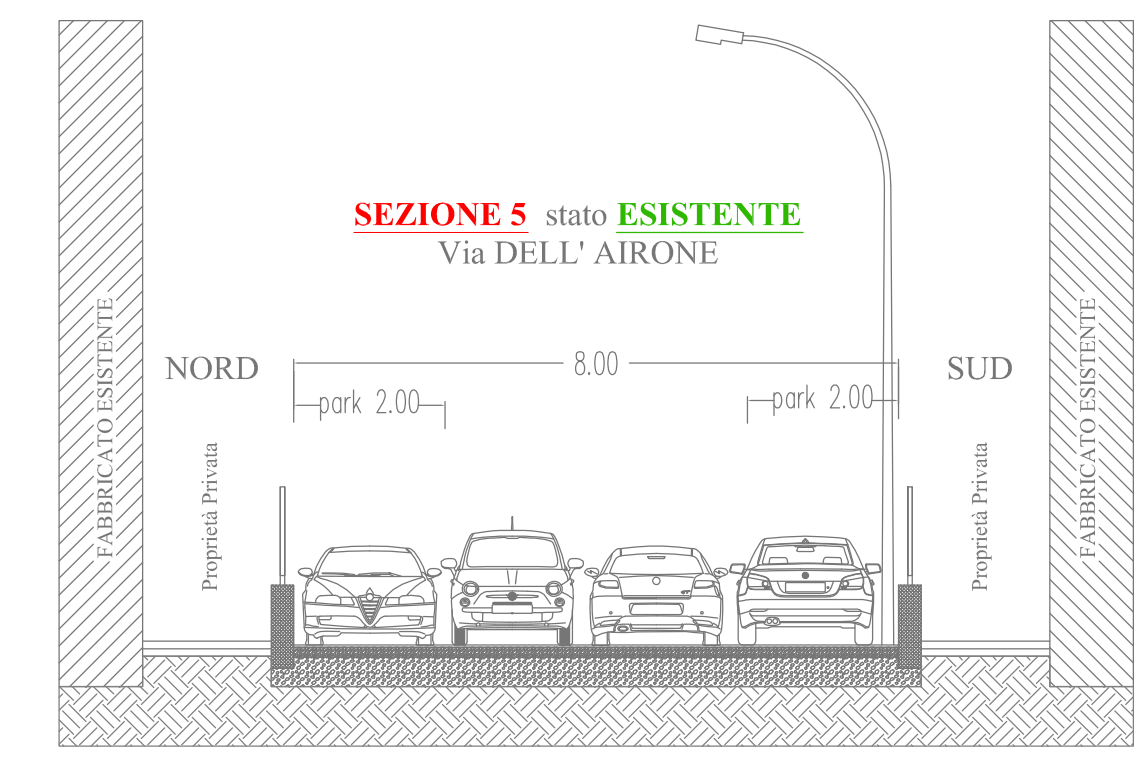 SEZIONE 5 stato ESISTENTE
Via DELL' AIRONE
NORD
8.00
SUD
park 2.00
park 2.00
FABBRICATO ESISTENTE
Proprietà Privata
Proprietà Privata
FABBRICATO ESISTENTE